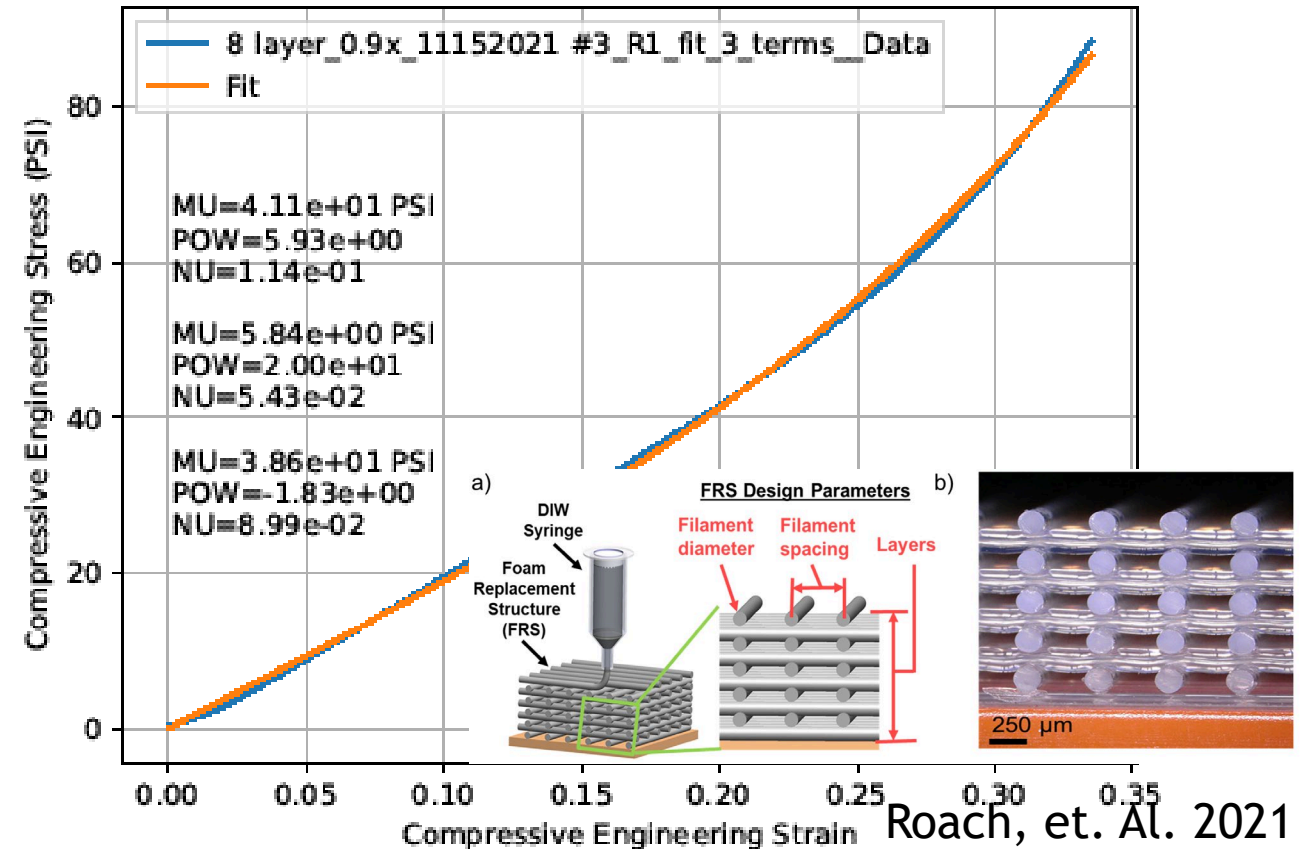 8 layer_0.9x_11152021 #3_R1_fit_3_terms__Data
Fit
Compressive Engineering Stress (PSI)
80
60
40
20
0
MU=4.11e+01 PSI
POW=5.93e+00
NU=1.14e-01
MU=5.84e+00 PSI
POW=2.00e+01
NU=5.43e-02
MU=3.86e+01 PSI
POW=-1.83e+00
NU=8.99e-02
a)
DIW
Syringe
Foam
Replacement
Structure
(FRS)
FRS Design Parameters
Filament
diameter
Filament
spacing
Layers
b)
250 µm
0.00 0.05 0.10 0.15 0.20 0.25 0.30 0.35
Compressive Engineering Strain
Roach, et. Al. 2021